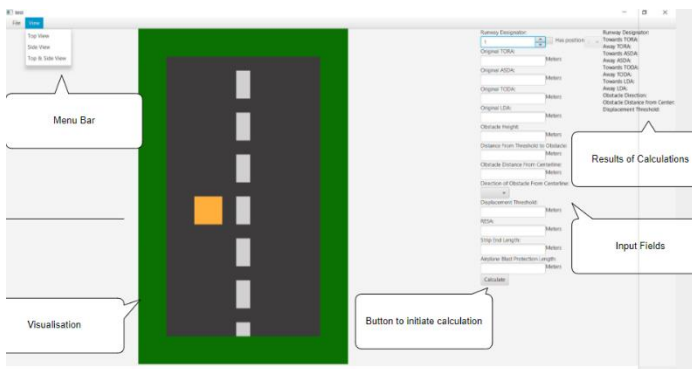 File View
Top View
Side View
Top & Side View
Menu Bar
Visualisation
Runway Designator:
1
Has position:
Original TORA:
Meters
Original ASDA:
Meters
Original TODA:
Meters
Original LDA:
Meters
Obstacle Height:
Meters
Distance From Threshold to Obstacle:
Meters
Obstacle Distance From Centerline:
Meters
Direction of Obstacle From Centerline:
Displacement Threshold:
Meters
RESA:
Meters
Strip End Length:
Meters
Airplane Blast Protection Length:
Meters
Calculate
Button to initiate calculation
Runway Designator:
Towards TORA:
Away TORA:
Towards ASDA:
Away ASDA:
Towards TODA:
Away TODA:
Towards LDA:
Away LDA:
Obstacle Direction:
Obstacle Distance From Center:
Displacement Threshold:
Results of Calculations
Input Fields